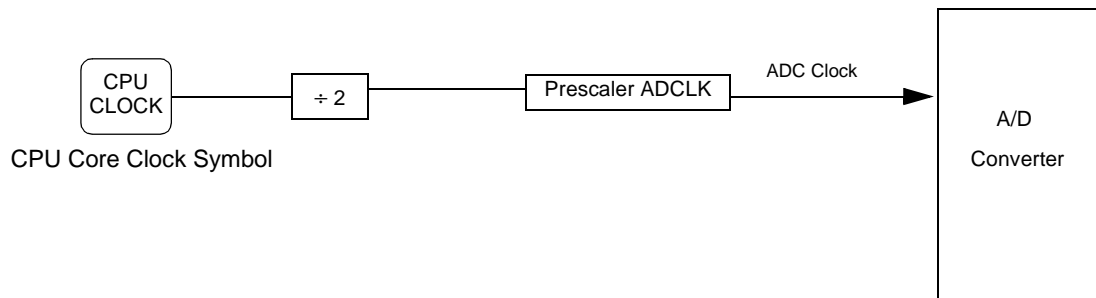 CPU
CLOCK
÷ 2
Prescaler ADCLK
ADC Clock
A/D
Converter
CPU Core Clock Symbol